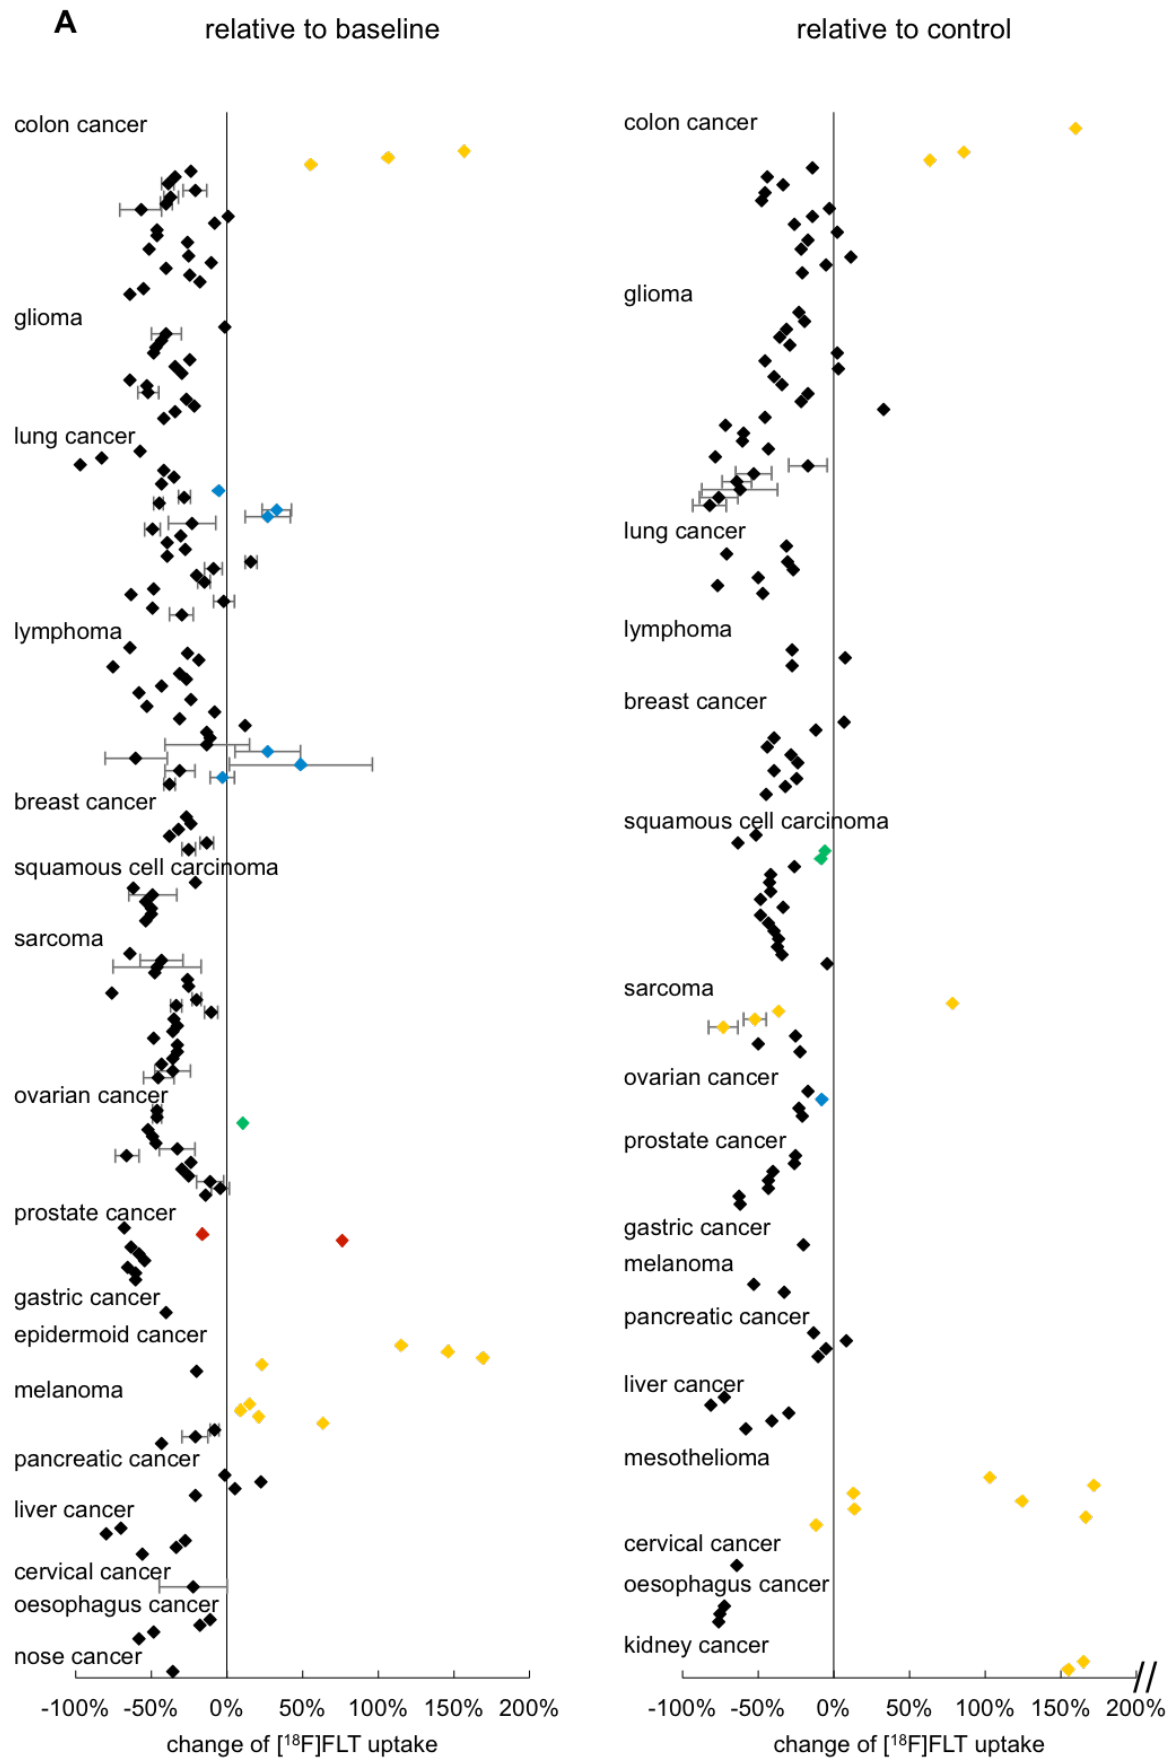 A
relative to baseline
colon cancer
glioma
lung cancer
lymphoma
breast cancer
squamous cell carcinoma
sarcoma
ovarian cancer
prostate cancer
gastric cancer
epidermoid cancer
melanoma
pancreatic cancer
liver cancer
cervical cancer
oesophagus cancer
nose cancer
-100% -50% 0% 50% 100% 150% 200%
change of [¹⁸F]FLT uptake
relative to control
colon cancer
glioma
lung cancer
lymphoma
breast cancer
squamous cell carcinoma
sarcoma
ovarian cancer
prostate cancer
gastric cancer
melanoma
pancreatic cancer
liver cancer
mesothelioma
cervical cancer
oesophagus cancer
kidney cancer
-100% -50% 0% 50% 100% 150% 200%
change of [¹⁸F]FLT uptake